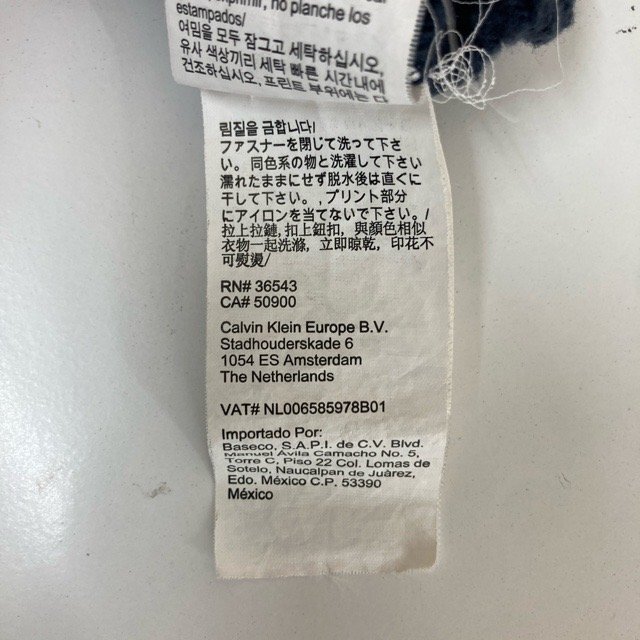 no planche los
estampados/
여밈을 모두 잠그고 세탁하십시오,
유사 색상끼리 세탁 빠른 시간내에
건조하십시오, 프린트 부위에는 다
림질을 금합니다/
ファスナーを閉じて洗って下さ
い。 同色系の物と洗濯して下さい
濡れたままにせず脱水後は直ぐに
干して下さい。, プリント部分
にアイロンを当てないで下さい。/
拉上拉鏈,扣上鈕扣, 與顏色相似
衣物一起洗滌, 立即晾乾, 印花不
可熨燙/
RN# 36543
CA# 50900
Calvin Klein Europe B.V.
Stadhouderskade 6
1054 ES Amsterdam
The Netherlands
VAT# NL006585978B01
Importado Por:
Baseco, S.A.P.I. de C.V. Blvd.
Manuel Ávila Camacho No. 5,
Torre C, Piso 22 Col. Lomas de
Sotelo, Naucalpan de Juárez,
Edo. México C.P. 53390
México